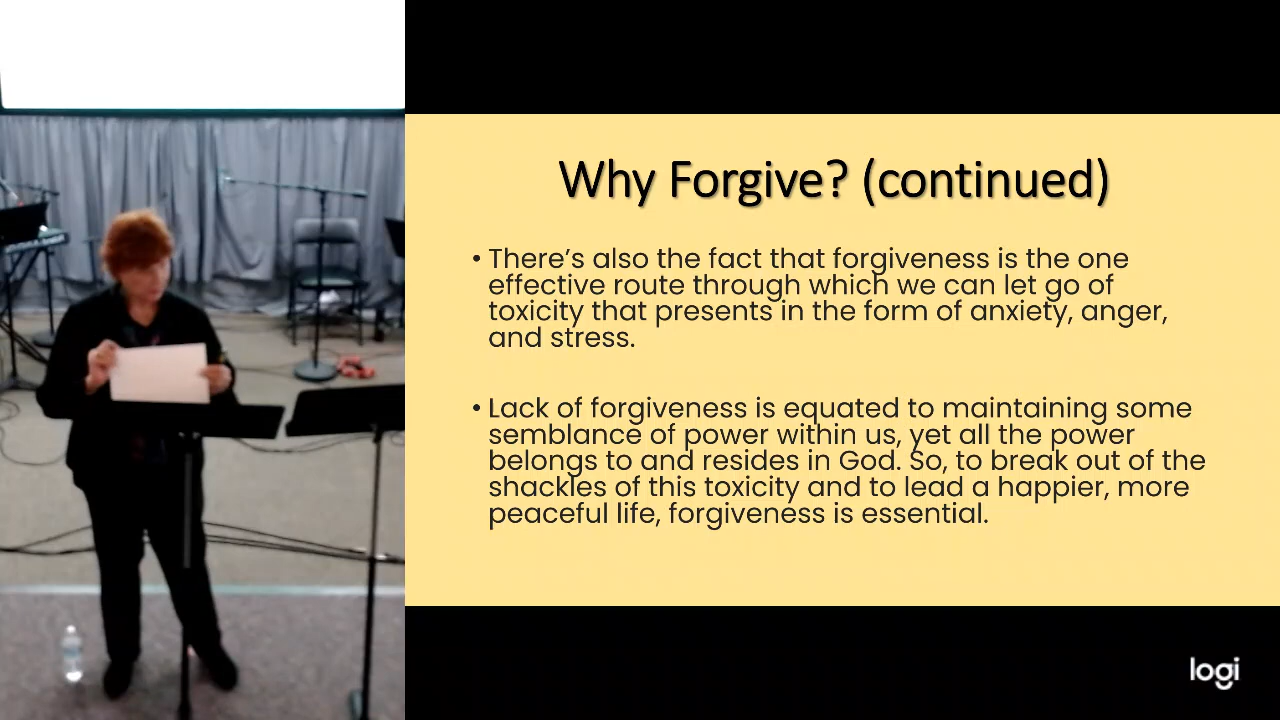 Why Forgive? (continued)
• There's also the fact that forgiveness is the one
effective route through which we can let go of
toxicity that presents in the form of anxiety, anger,
and stress.
• Lack of forgiveness is equated to maintaining some
semblance of power within us, yet all the power
belongs to and resides in God. So, to break out of the
shackles of this toxicity and to lead a happier, more
peaceful life, forgiveness is essential.
logi